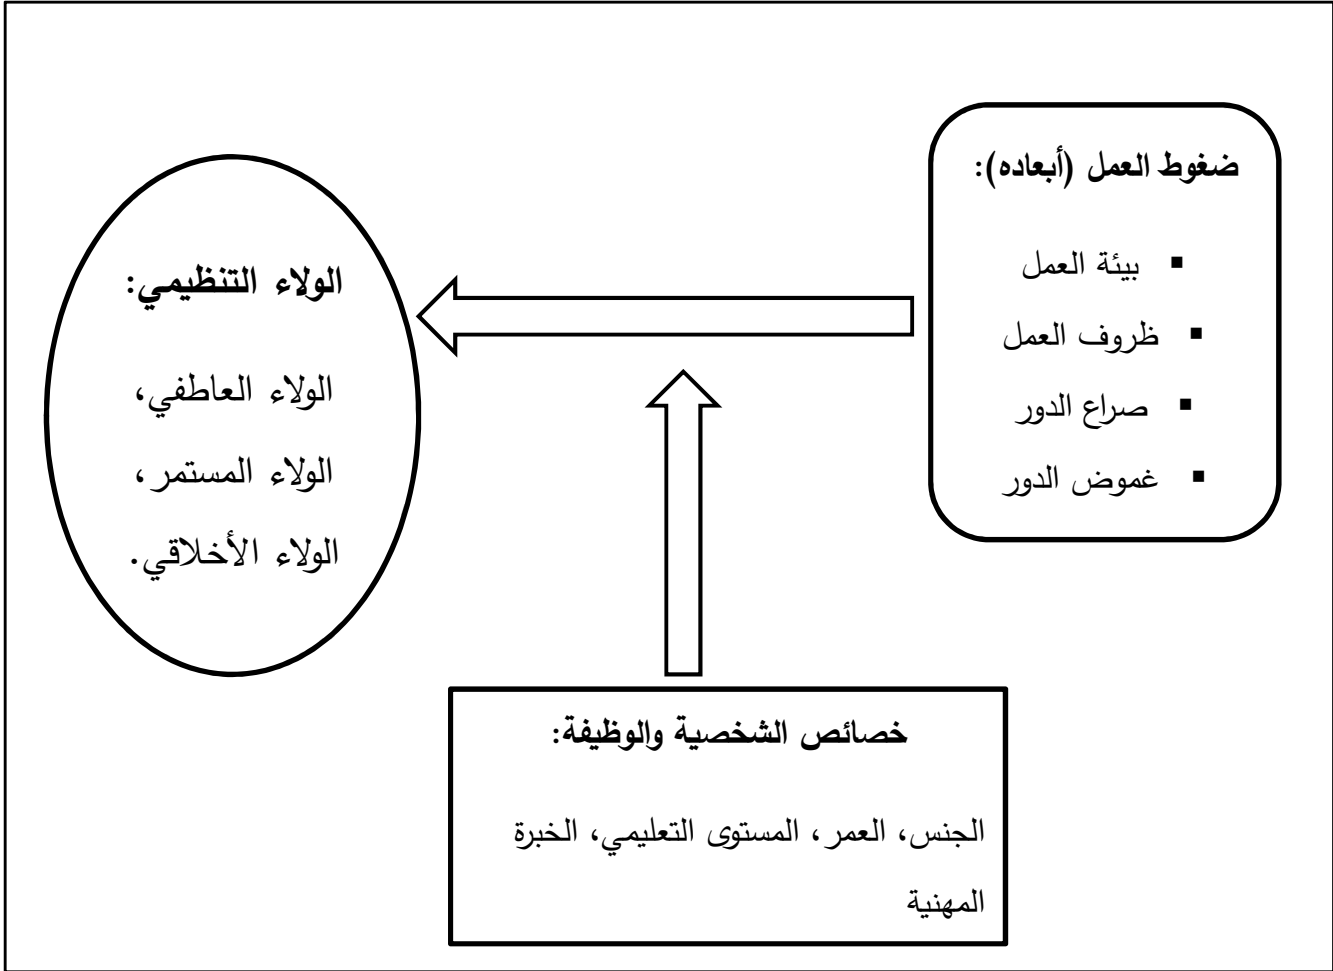 ضغوط العمل (أبعاده):
▪ بيئة العمل
▪ ظروف العمل
▪ صراع الدور
▪ غموض الدور
الولاء التنظيمي:
الولاء العاطفي،
الولاء المستمر،
الولاء الأخلاقي.
خصائص الشخصية والوظيفة:
الجنس، العمر، المستوى التعليمي، الخبرة
المهنية